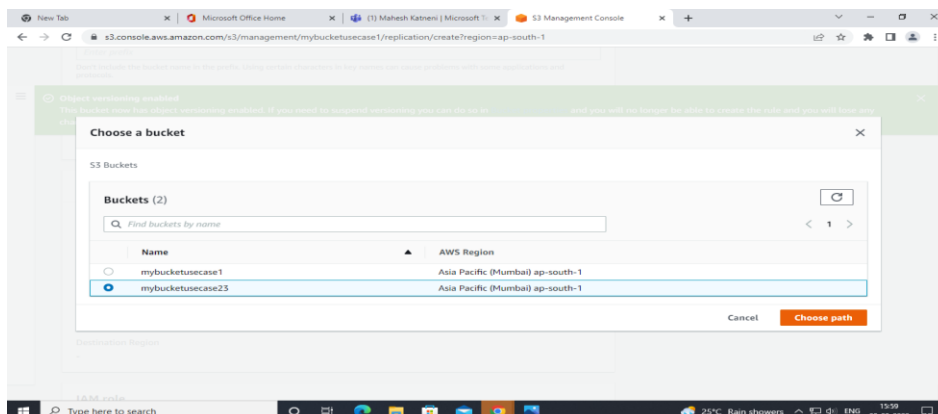 New Tab
Microsoft Office Home
(1) Mahesh Katneni | Microsoft Te
S3 Management Console
s3.console.aws.amazon.com/s3/management/mybucketusecase1/replication/create?region=ap-south-1
Object versioning enabled
This bucket now has object versioning enabled. If you need to suspend versioning you can do so in
and you will no longer be able to create the rule and you will lose any
Choose a bucket
S3 Buckets
Buckets (2)
Find buckets by name
1
Name
AWS Region
mybucketusecase1
Asia Pacific (Mumbai) ap-south-1
mybucketusecase23
Asia Pacific (Mumbai) ap-south-1
Cancel
Choose path
Destination Region
IAM role
Type here to search
25°C Rain showers
ENG
15:59